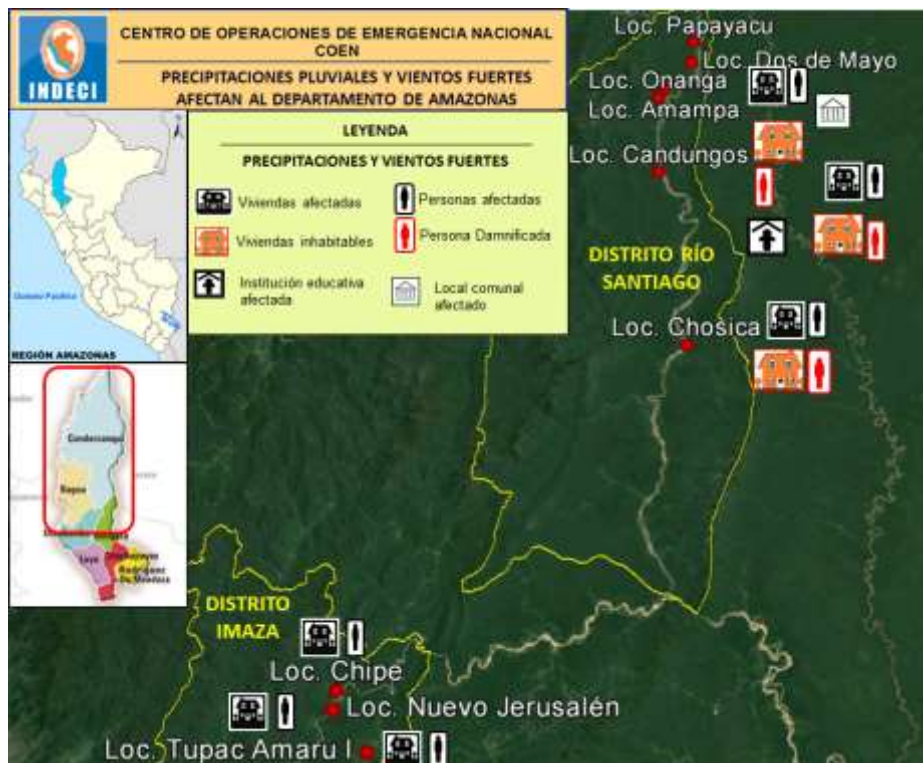 INDECI
CENTRO DE OPERACIONES DE EMERGENCIA NACIONAL
COEN
PRECIPITACIONES PLUVIALES Y VIENTOS FUERTES
AFECTAN AL DEPARTAMENTO DE AMAZONAS
LEYENDA
PRECIPITACIONES Y VIENTOS FUERTES
Viviendas afectadas
Personas afectadas
Viviendas inhabitables
Persona Damnificada
Institución educativa
afectada
Local comunal
afectado
REGIÓN AMAZONAS
Bagua
Luya
Loc. Papayacu
Loc. Dos de Mayo
Loc. Onanga
Loc. Amampa
Loc. Candungos
DISTRITO RÍO
SANTIAGO
Loc. Chosica
DISTRITO
IMAZA
Loc. Chipe
Loc. Nuevo Jerusalén
Loc. Tupac Amaru I